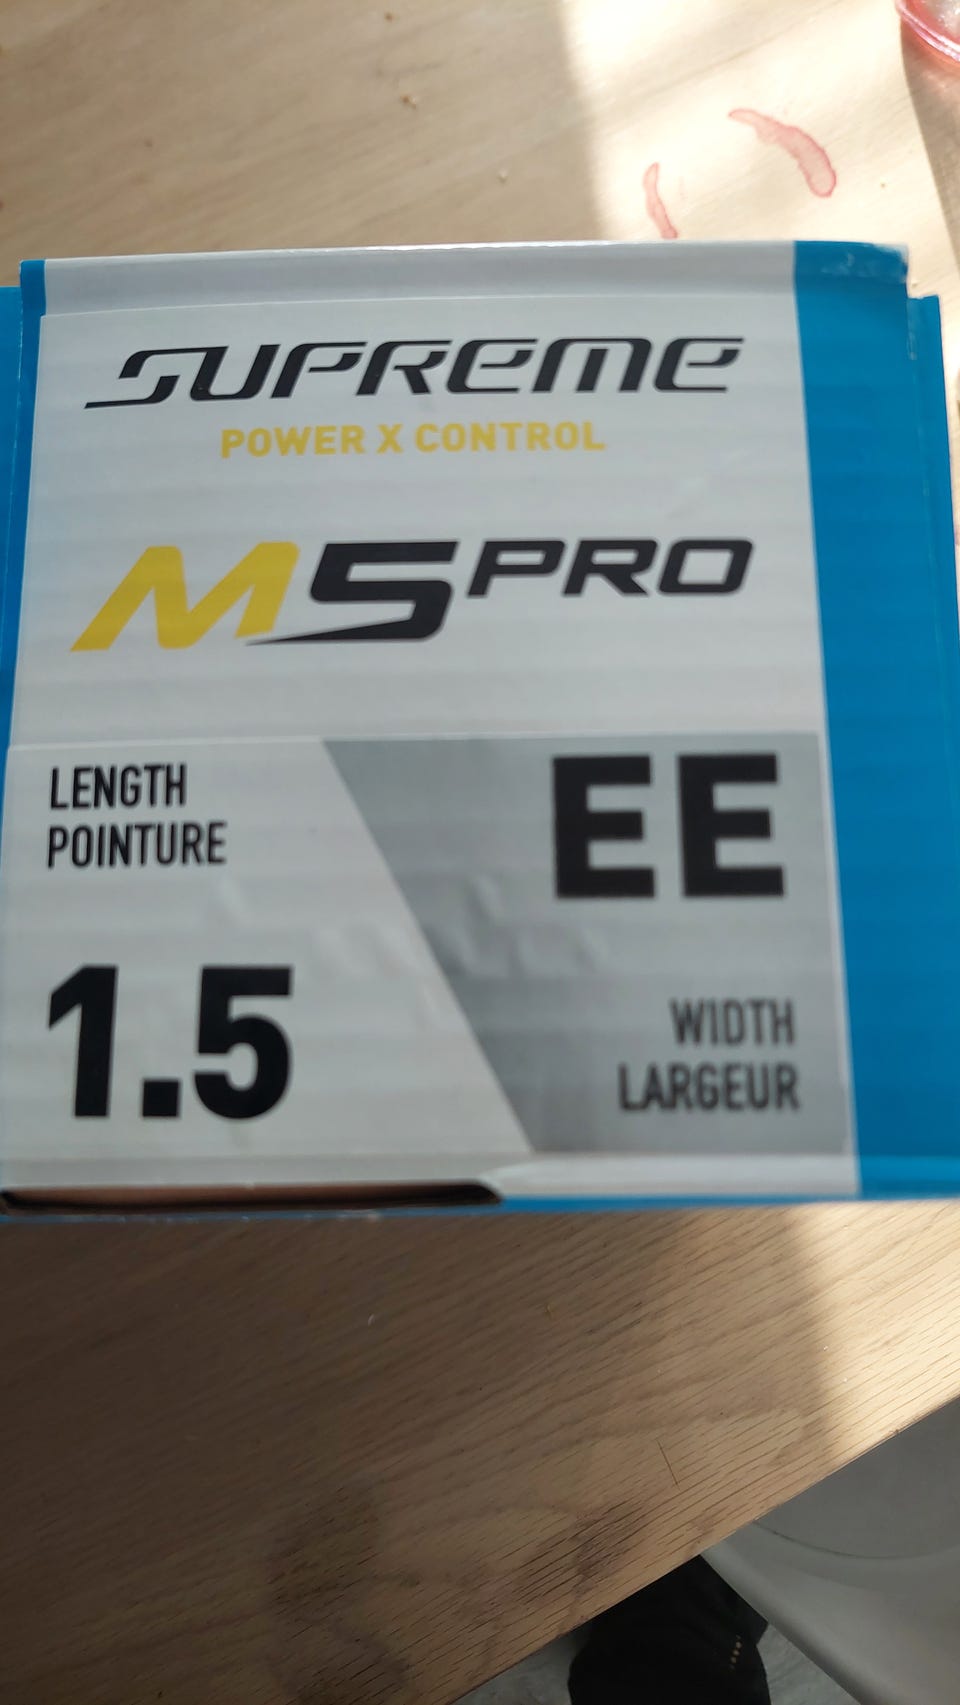 SUPREME
POWER X CONTROL
M5PRO
LENGTH
POINTURE
EE
1.5
WIDTH
LARGEUR